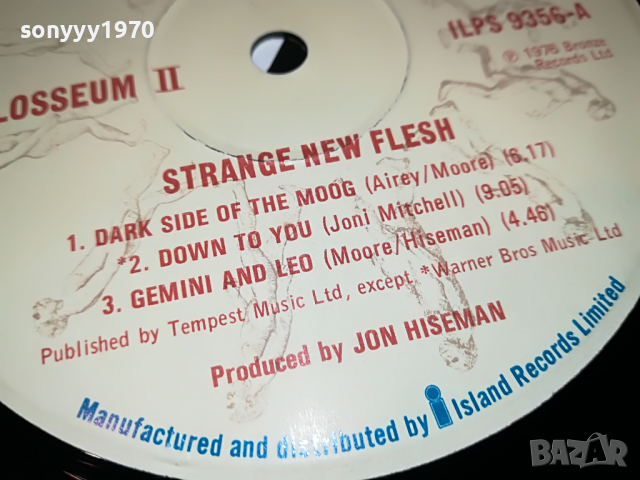 sonyyy1970
ILPS 9356-A
LOSSEUM II
℗ 1976 Bronze
Records Ltd
STRANGE NEW FLESH
1. DARK SIDE OF THE MOOG (Airey/Moore) (6.17)
*2. DOWN TO YOU (Joni Mitchell) (9.05)
3. GEMINI AND LEO (Moore/Hiseman) (4.46)
Published by Tempest Music Ltd, except *Warner Bros Music Ltd
Produced by JON HISEMAN
Manufactured and distributed by i Island Records Limited
BAZAR